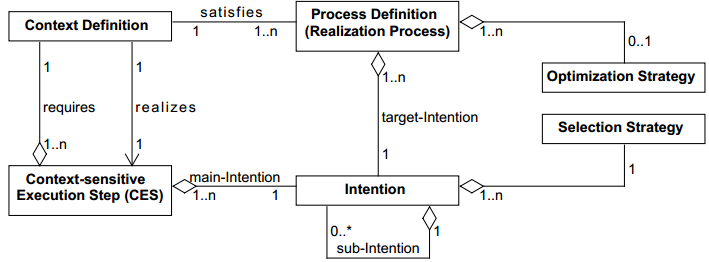 Context Definition
satisfies
1
1..n
Process Definition
(Realization Process)
1..n
0..1
Optimization Strategy
1
1
requires
realizes
1..n
1
1..n
target-Intention
1
Selection Strategy
1
Context-sensitive
Execution Step (CES)
main-Intention
1..n
1
Intention
1..n
0..*
1
sub-Intention